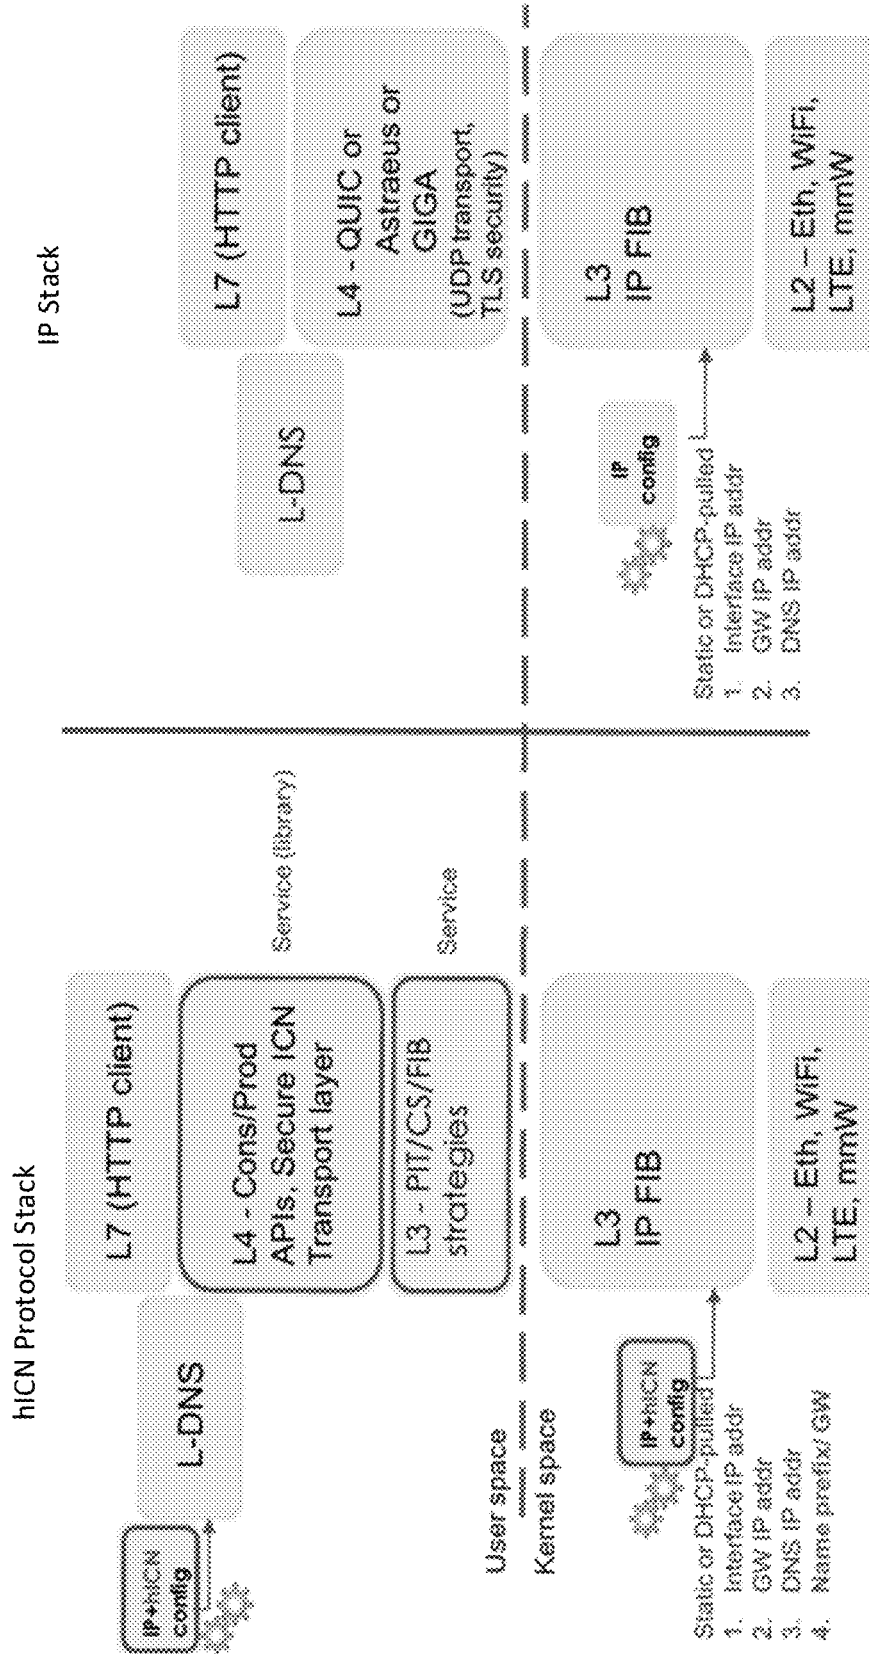 hICN Protocol Stack
L7 (HTTP client)
L-DNS
IP+hICN
config
L4 - Cons/Prod
APIs, Secure ICN
Transport layer
Service (library)
L3 - PIT/CS/FIB
strategies
Service
User space
Kernel space
IP+hICN
config
L3
IP FIB
Static or DHCP-pulled
1. Interface IP addr
2. GW IP addr
3. DNS IP addr
4. Name prefix/ GW
L2 – Eth, WiFi,
LTE, mmW
IP Stack
L7 (HTTP client)
L-DNS
L4 - QUIC or
Astraeus or
GIGA
(UDP transport,
TLS security)
IP
config
L3
IP FIB
Static or DHCP-pulled
1. Interface IP addr
2. GW IP addr
3. DNS IP addr
L2 – Eth, WiFi,
LTE, mmW